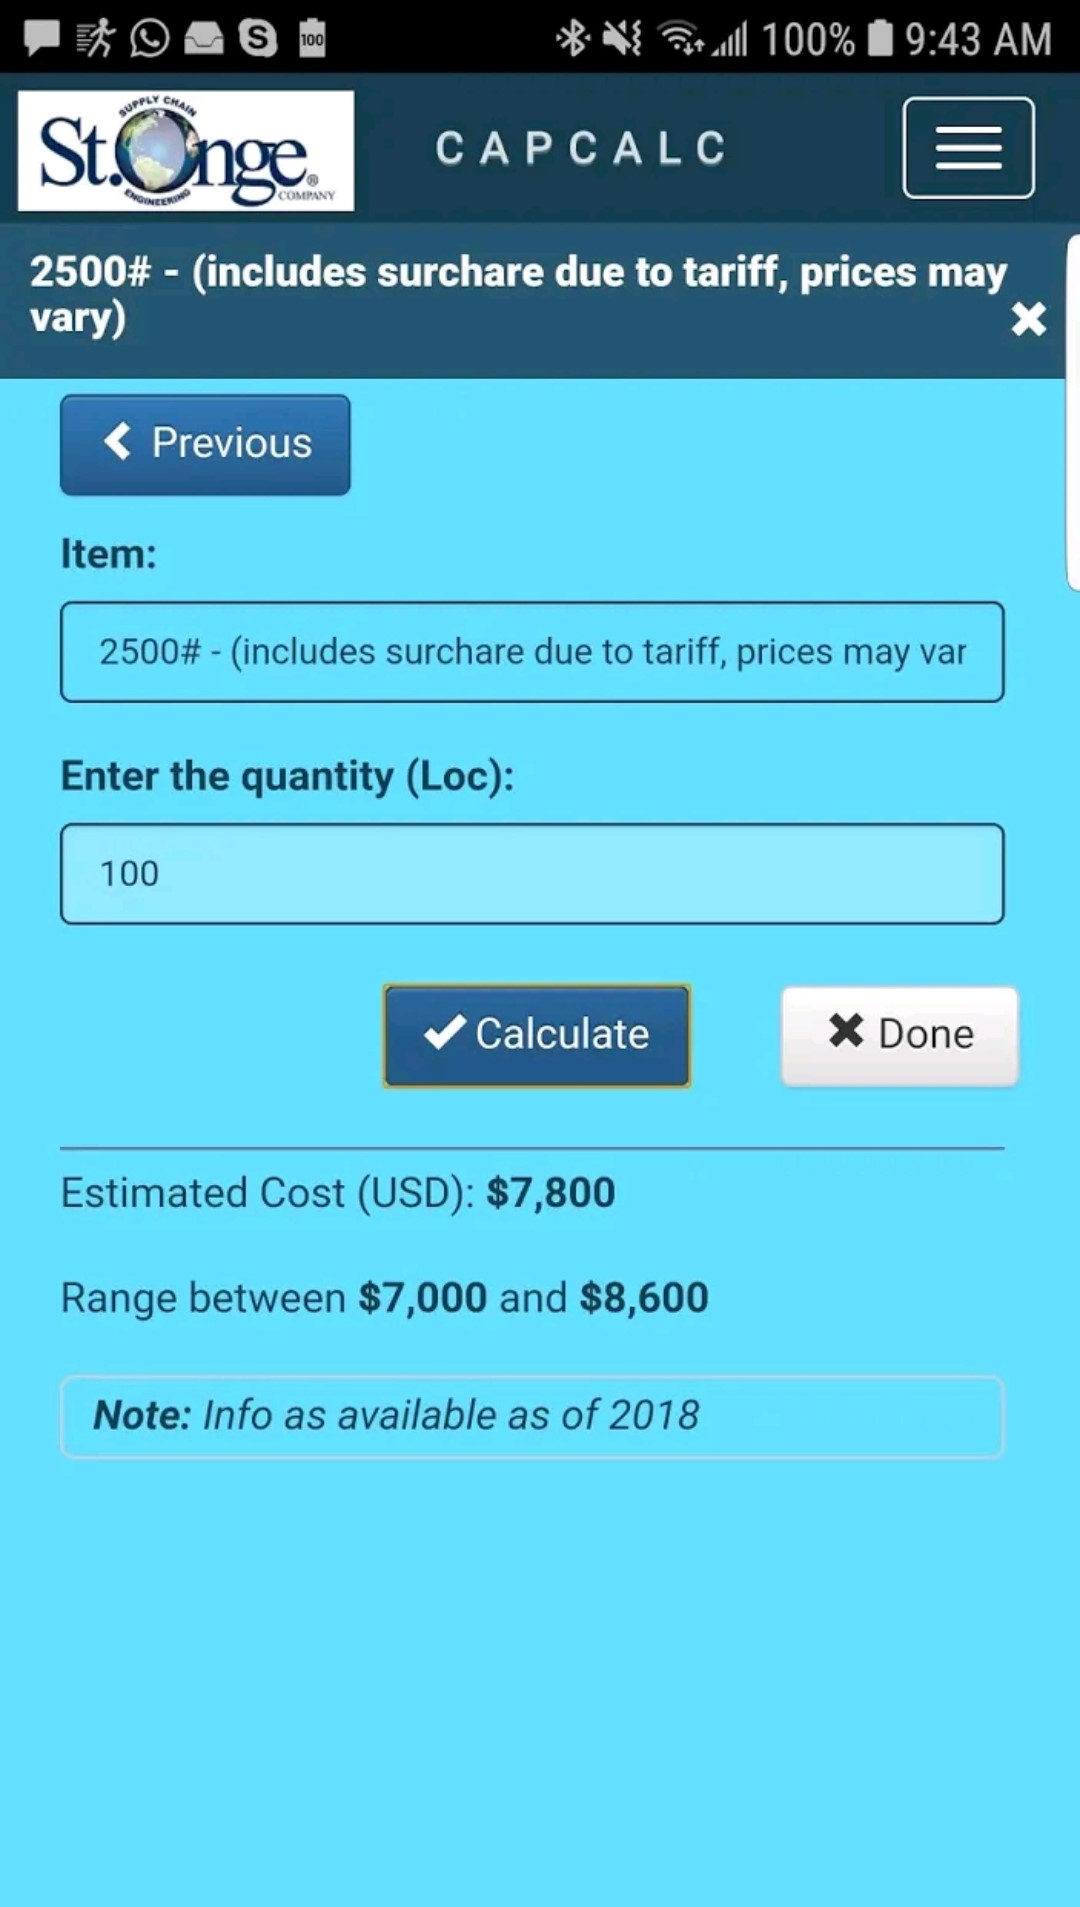 100
100% 9:43 AM
SUPPLY CHAIN
St. Onge®
COMPANY
ENGINEERING
CAPCALC
2500# - (includes surchare due to tariff, prices may
vary)
Previous
Item:
2500# - (includes surchare due to tariff, prices may var
Enter the quantity (Loc):
100
Calculate
Done
Estimated Cost (USD): $7,800
Range between $7,000 and $8,600
Note: Info as available as of 2018